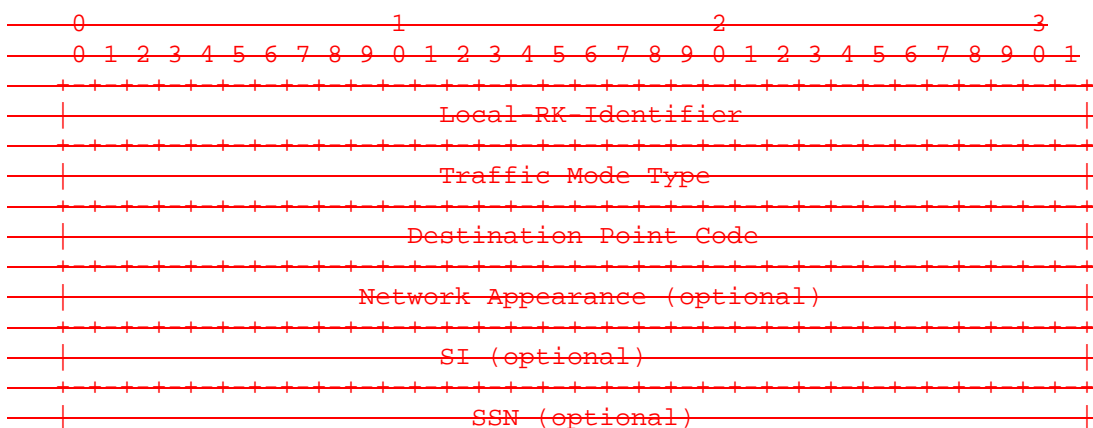 0 1 2 3
0 1 2 3 4 5 6 7 8 9 0 1 2 3 4 5 6 7 8 9 0 1 2 3 4 5 6 7 8 9 0 1
+-+-+-+-+-+-+-+-+-+-+-+-+-+-+-+-+-+-+-+-+-+-+-+-+-+-+-+-+-+-+-+-+
| Local-RK-Identifier |
+-+-+-+-+-+-+-+-+-+-+-+-+-+-+-+-+-+-+-+-+-+-+-+-+-+-+-+-+-+-+-+-+
| Traffic Mode Type |
+-+-+-+-+-+-+-+-+-+-+-+-+-+-+-+-+-+-+-+-+-+-+-+-+-+-+-+-+-+-+-+-+
| Destination Point Code |
+-+-+-+-+-+-+-+-+-+-+-+-+-+-+-+-+-+-+-+-+-+-+-+-+-+-+-+-+-+-+-+-+
| Network Appearance (optional) |
+-+-+-+-+-+-+-+-+-+-+-+-+-+-+-+-+-+-+-+-+-+-+-+-+-+-+-+-+-+-+-+-+
| SI (optional) |
+-+-+-+-+-+-+-+-+-+-+-+-+-+-+-+-+-+-+-+-+-+-+-+-+-+-+-+-+-+-+-+-+
| SSN (optional) |